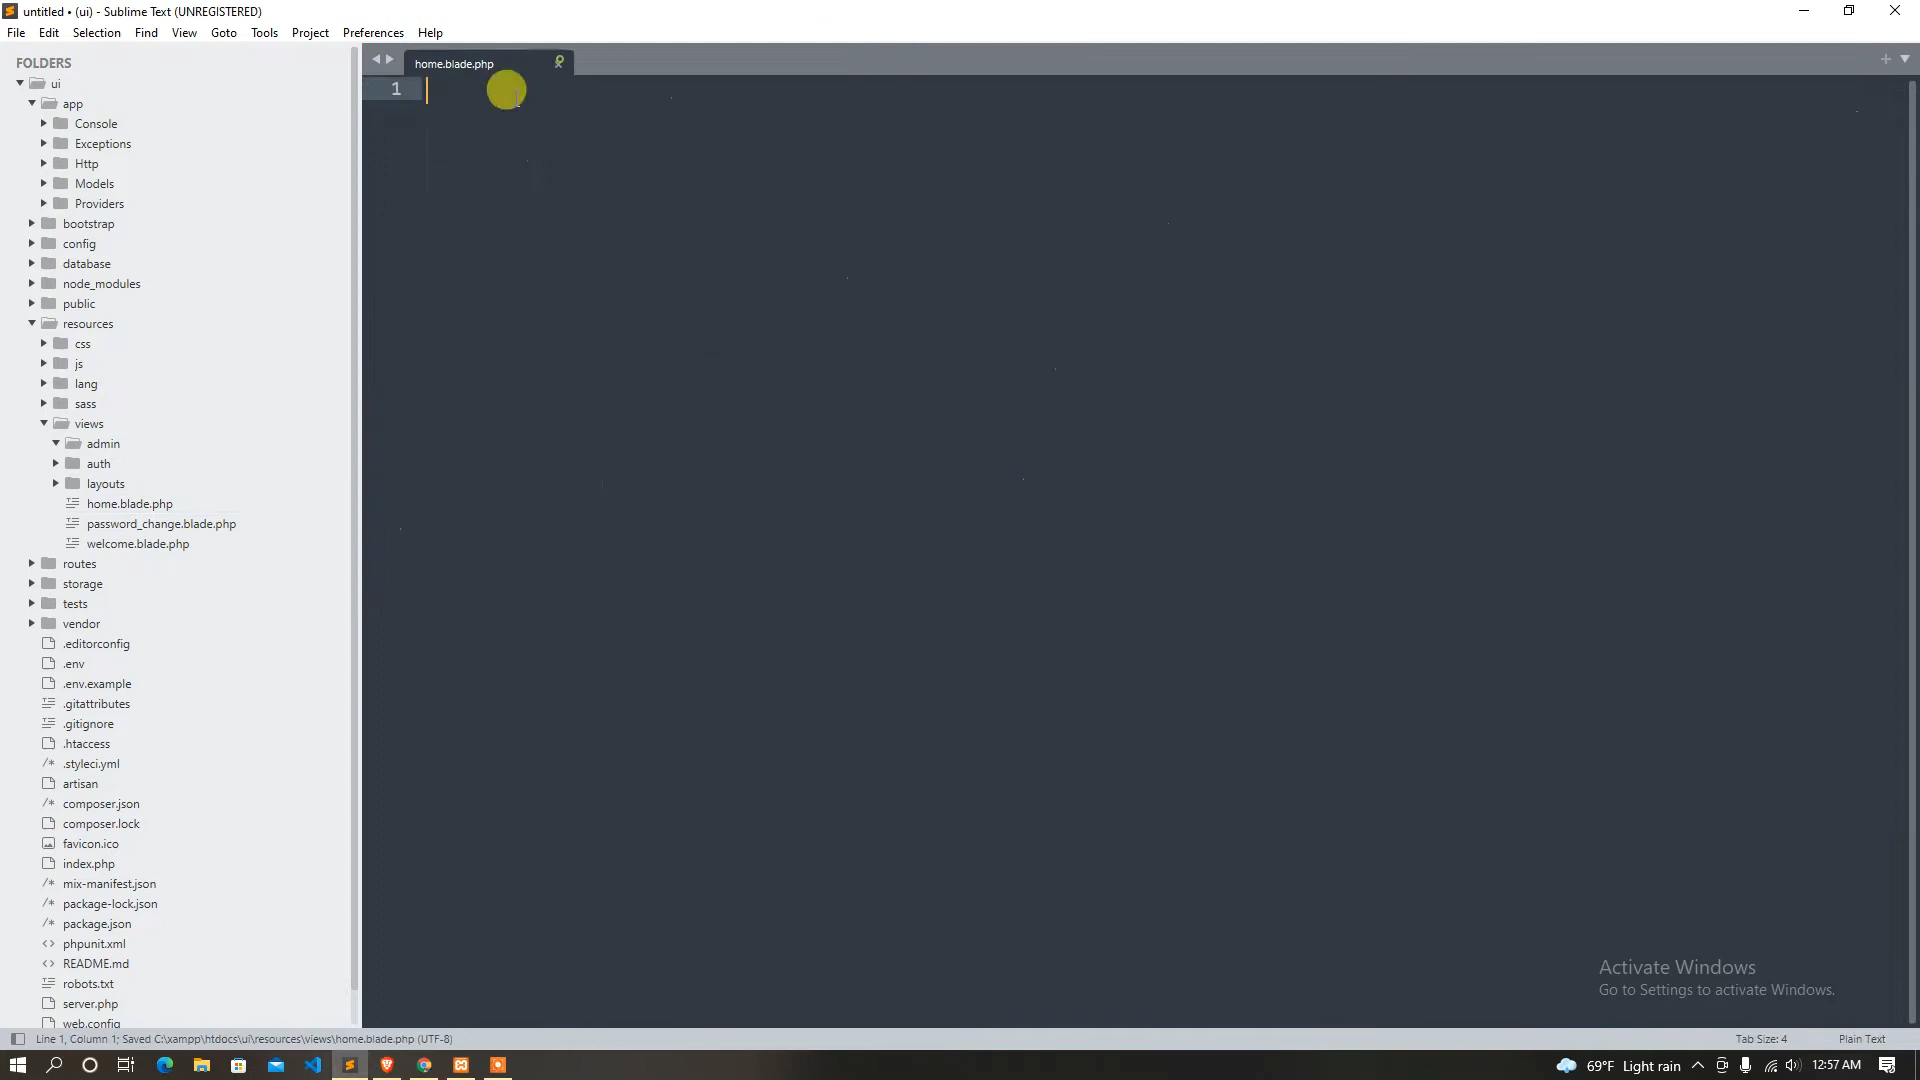 untitled • (ui) - Sublime Text (UNREGISTERED)
File Edit Selection Find View Goto Tools Project Preferences Help
FOLDERS
ui
app
Console
Exceptions
Http
Models
Providers
bootstrap
config
database
node_modules
public
resources
css
js
lang
sass
views
admin
auth
layouts
home.blade.php
password_change.blade.php
welcome.blade.php
routes
storage
tests
vendor
.editorconfig
.env
.env.example
.gitattributes
.gitignore
.htaccess
.styleci.yml
artisan
composer.json
composer.lock
favicon.ico
index.php
mix-manifest.json
package-lock.json
package.json
phpunit.xml
README.md
robots.txt
server.php
web.config
home.blade.php
1
Activate Windows
Go to Settings to activate Windows.
Line 1, Column 1; Saved C:\xampp\htdocs\ui\resources\views\home.blade.php (UTF-8)
Tab Size: 4 Plain Text
69°F Light rain 12:57 AM